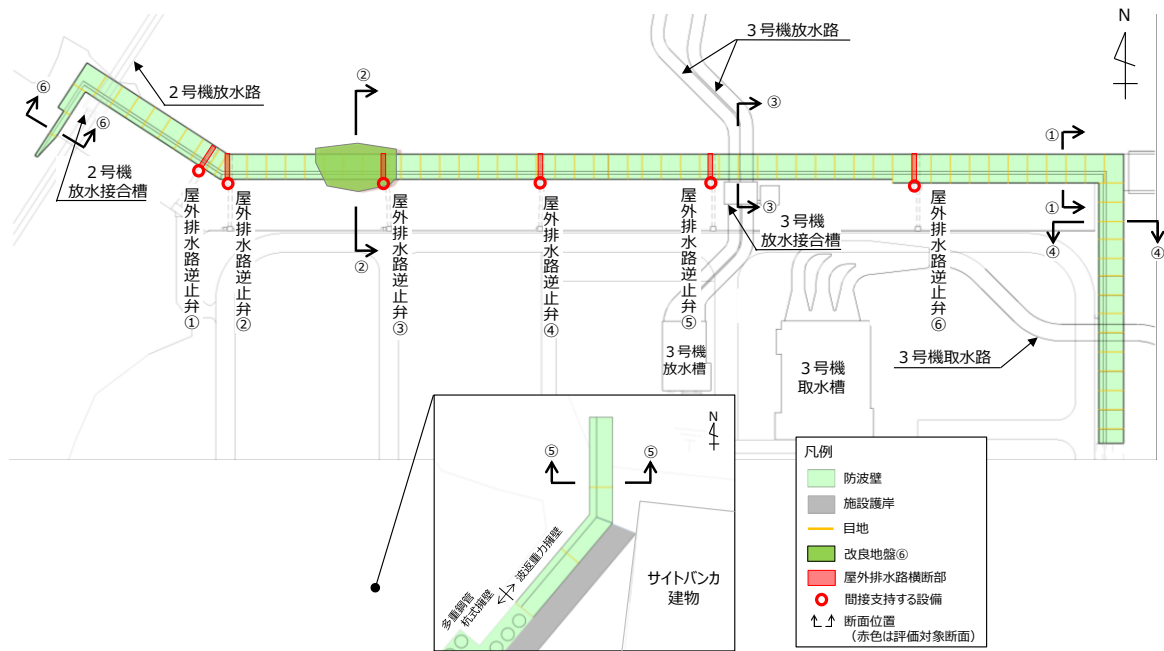 3号機放水路
N
②
③
⑥
2号機放水路
⑥
①
2号機
放水接合槽
屋外排水路逆止弁①
屋外排水路逆止弁②
②
屋外排水路逆止弁③
屋外排水路逆止弁④
屋外排水路逆止弁⑤
③
3号機
放水接合槽
屋外排水路逆止弁⑥
①
④
④
3号機
放水槽
3号機
取水槽
3号機取水路
N
⑤
⑤
多重鋼管
杭式擁壁
波返重力擁壁
サイトバンカ
建物
凡例
防波壁
施設護岸
目地
改良地盤⑥
屋外排水路横断部
間接支持する設備
断面位置
(赤色は評価対象断面)